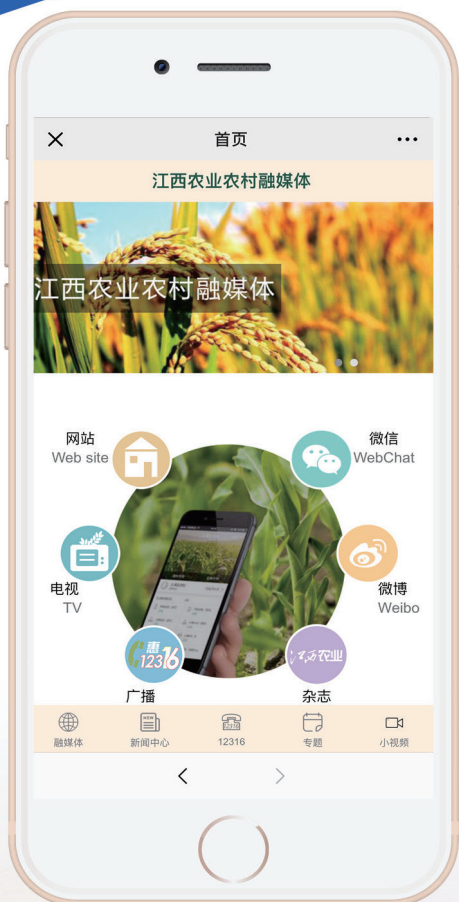 首页
江西农业农村融媒体
江西农业农村融媒体
网站
Web site
微信
WebChat
电视
TV
微博
Weibo
惠
12316
江西农业
广播
杂志
NEW
12316
融媒体
新闻中心
12316
专题
小视频